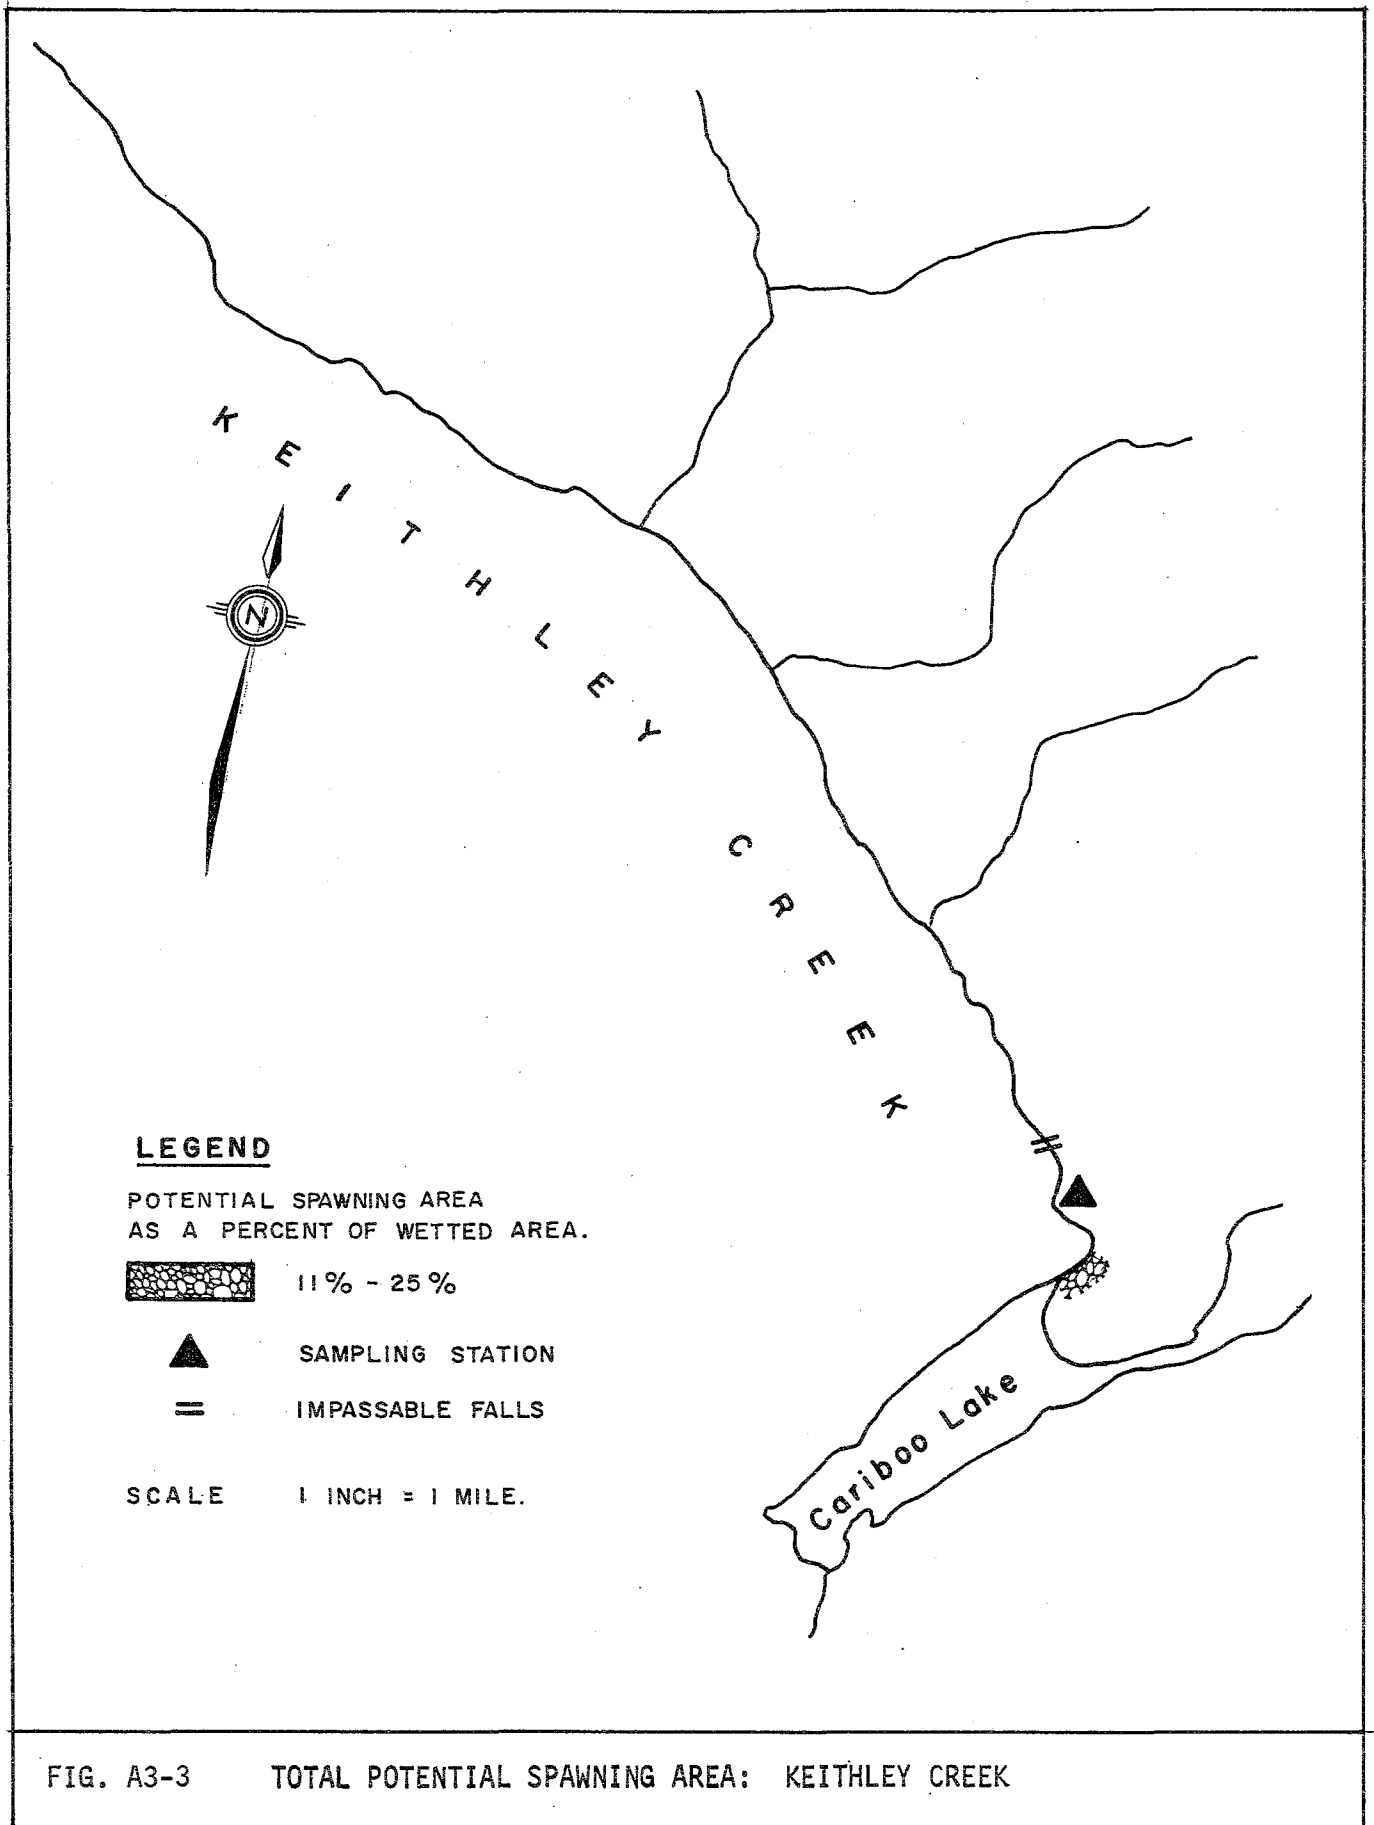 KEITHLEY CREEK
N
LEGEND
POTENTIAL SPAWNING AREA
AS A PERCENT OF WETTED AREA.
11% - 25%
SAMPLING STATION
IMPASSABLE FALLS
SCALE 1 INCH = 1 MILE.
Cariboo Lake
FIG. A3-3 TOTAL POTENTIAL SPAWNING AREA: KEITHLEY CREEK